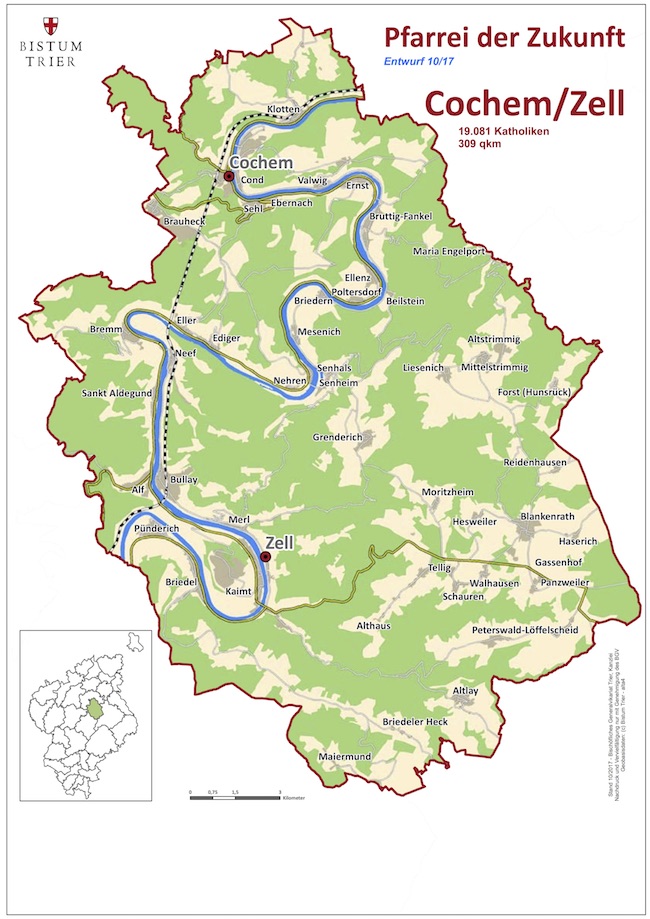 BISTUM
TRIER
Pfarrei der Zukunft
Entwurf 10/17
Cochem/Zell
19.081 Katholiken
309 qkm
Klotten
Cochem
Cond
Valwig
Ernst
Sehl
Ebernach
Brauheck
Bruttig-Fankel
Maria Engelport
Ellenz
Poltersdorf
Briedern
Beilstein
Bremm
Eller
Ediger
Mesenich
Neef
Altstrimmig
Senhals
Liesenich
Mittelstrimmig
Nehren
Senheim
Sankt Aldegund
Forst (Hunsrück)
Grenderich
Reidenhausen
Bullay
Alf
Moritzheim
Merl
Hesweiler
Blankenrath
Pünderich
Haserich
Zell
Gassenhof
Tellig
Briedel
Kaimt
Walhausen
Panzweiler
Schauren
Althaus
Peterswald-Löffelscheid
Altlay
Briedeler Heck
Maiermund
0 0,75 1,5 3
Kilometer
Stand 10/2017 - Bischöfliches Generalvikariat Trier, Kanzlei
Nachdruck und Vervielfältigung nur mit Genehmigung des BGV
Geobasisdaten: (c) Bistum Trier -